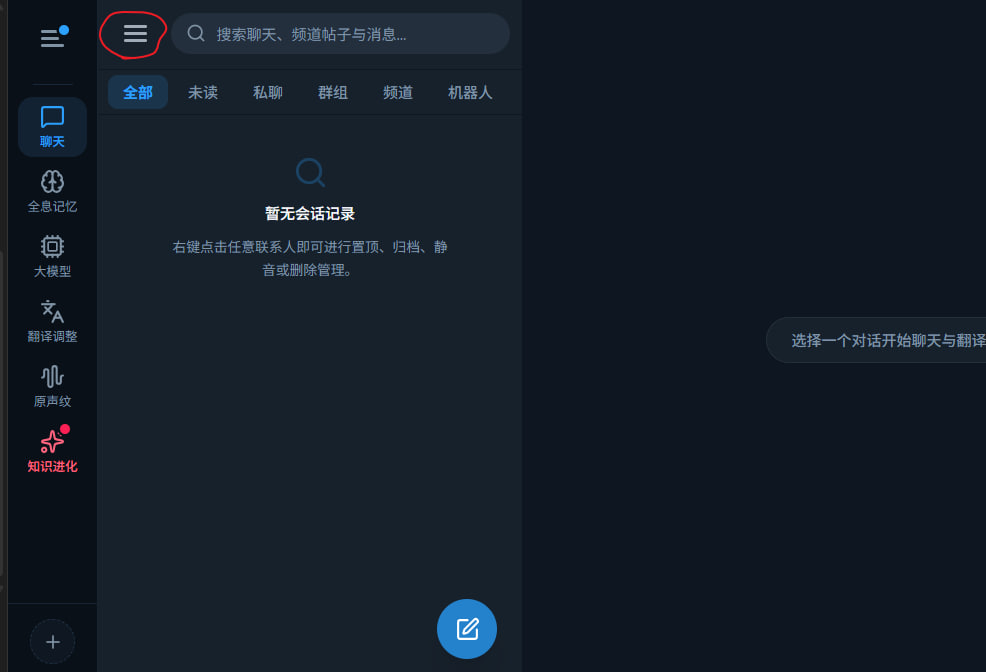 搜索聊天、频道帖子与消息...
全部 未读 私聊 群组 频道 机器人
聊天
全息记忆
大模型
翻译调整
原声纹
知识进化
暂无会话记录
右键点击任意联系人即可进行置顶、归档、静
音或删除管理。
选择一个对话开始聊天与翻译